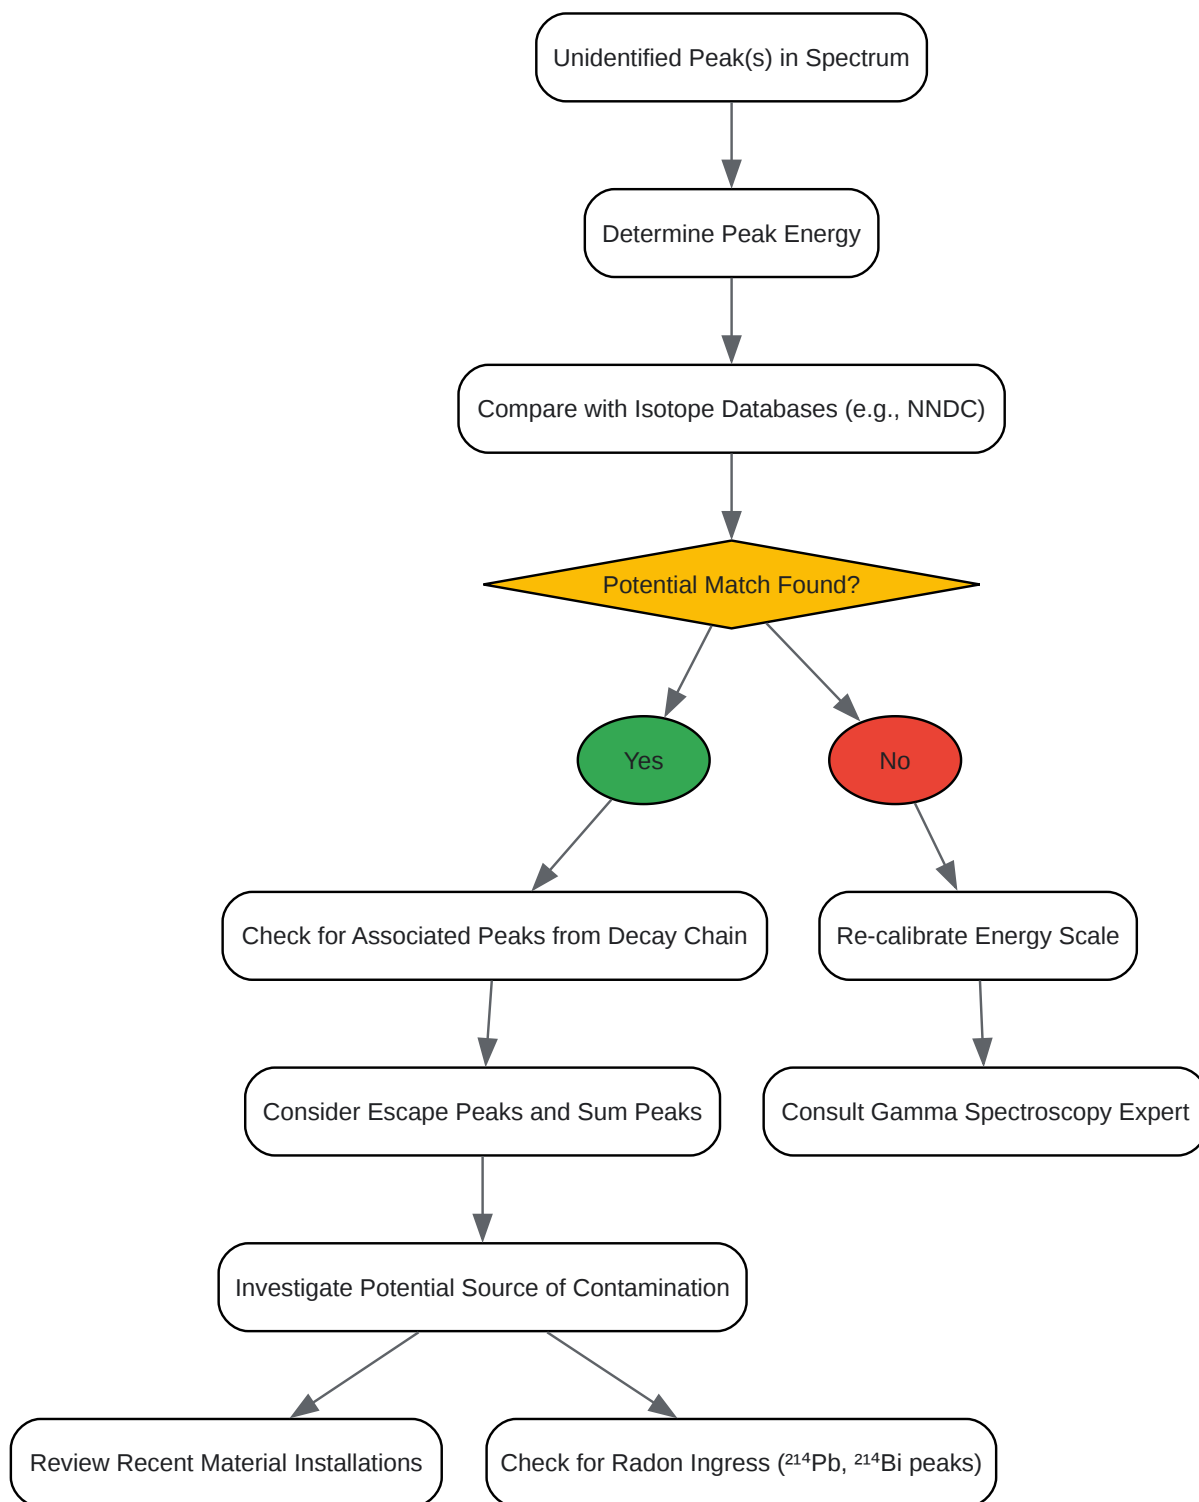 Unidentified Peak(s) in Spectrum
Determine Peak Energy
Compare with Isotope Databases (e.g., NNDC)
Potential Match Found?
Yes
No
Check for Associated Peaks from Decay Chain
Re-calibrate Energy Scale
Consider Escape Peaks and Sum Peaks
Consult Gamma Spectroscopy Expert
Investigate Potential Source of Contamination
Review Recent Material Installations
Check for Radon Ingress (²¹⁴Pb, ²¹⁴Bi peaks)